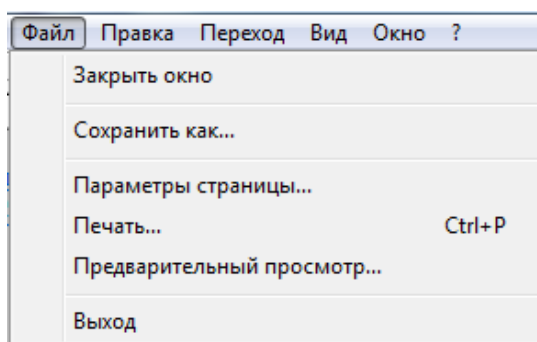 Файл Правка Переход Вид Окно ?
Закрыть окно
Сохранить как...
Параметры страницы...
Печать... Ctrl+P
Предварительный просмотр...
Выход